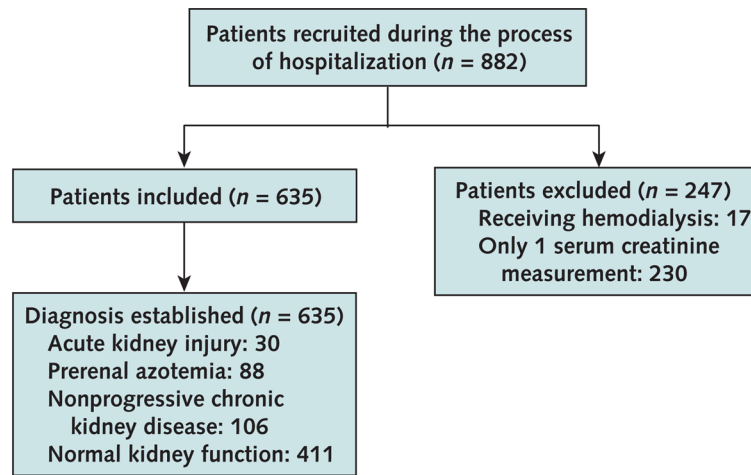 Patients recruited during the process
of hospitalization (n = 882)
Patients included (n = 635)
Patients excluded (n = 247)
Receiving hemodialysis: 17
Only 1 serum creatinine
measurement: 230
Diagnosis established (n = 635)
Acute kidney injury: 30
Prerenal azotemia: 88
Nonprogressive chronic
kidney disease: 106
Normal kidney function: 411